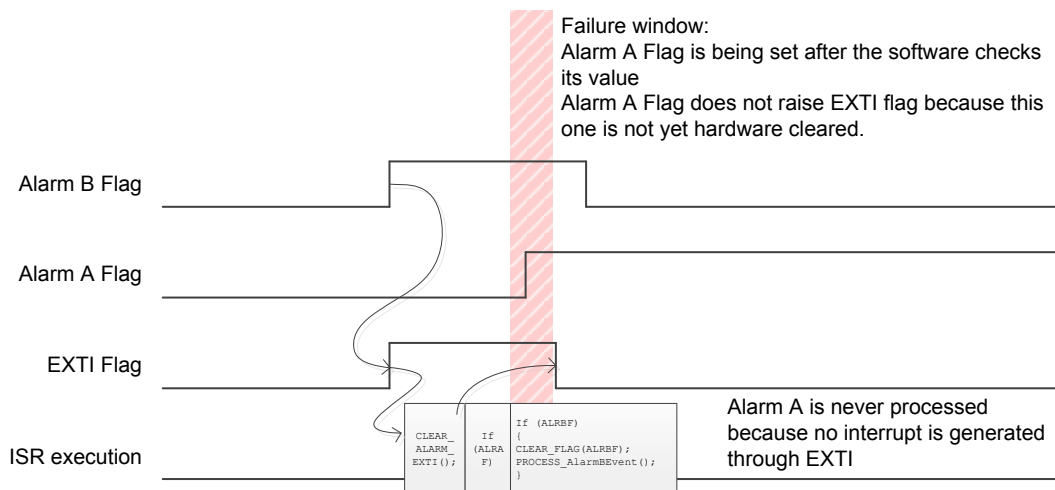 Failure window:
Alarm A Flag is being set after the software checks
its value
Alarm A Flag does not raise EXTI flag because this
one is not yet hardware cleared.
Alarm B Flag
Alarm A Flag
EXTI Flag
ISR execution
CLEAR_
ALARM_
EXTI();
If
(ALRA
F)
If (ALRBF)
{
CLEAR_FLAG(ALRBF);
PROCESS_AlarmBEvent();
}
Alarm A is never processed
because no interrupt is generated
through EXTI